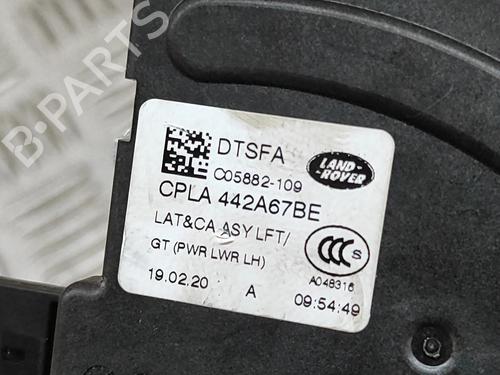 B-PARTS
DTSFA
C05882-109
LAND-
ROVER
CPLA 442A67BE
LAT&CA ASY LFT/
GT (PWR LWR LH)
CCC S
A048316
19.02.20 A 09:54:49